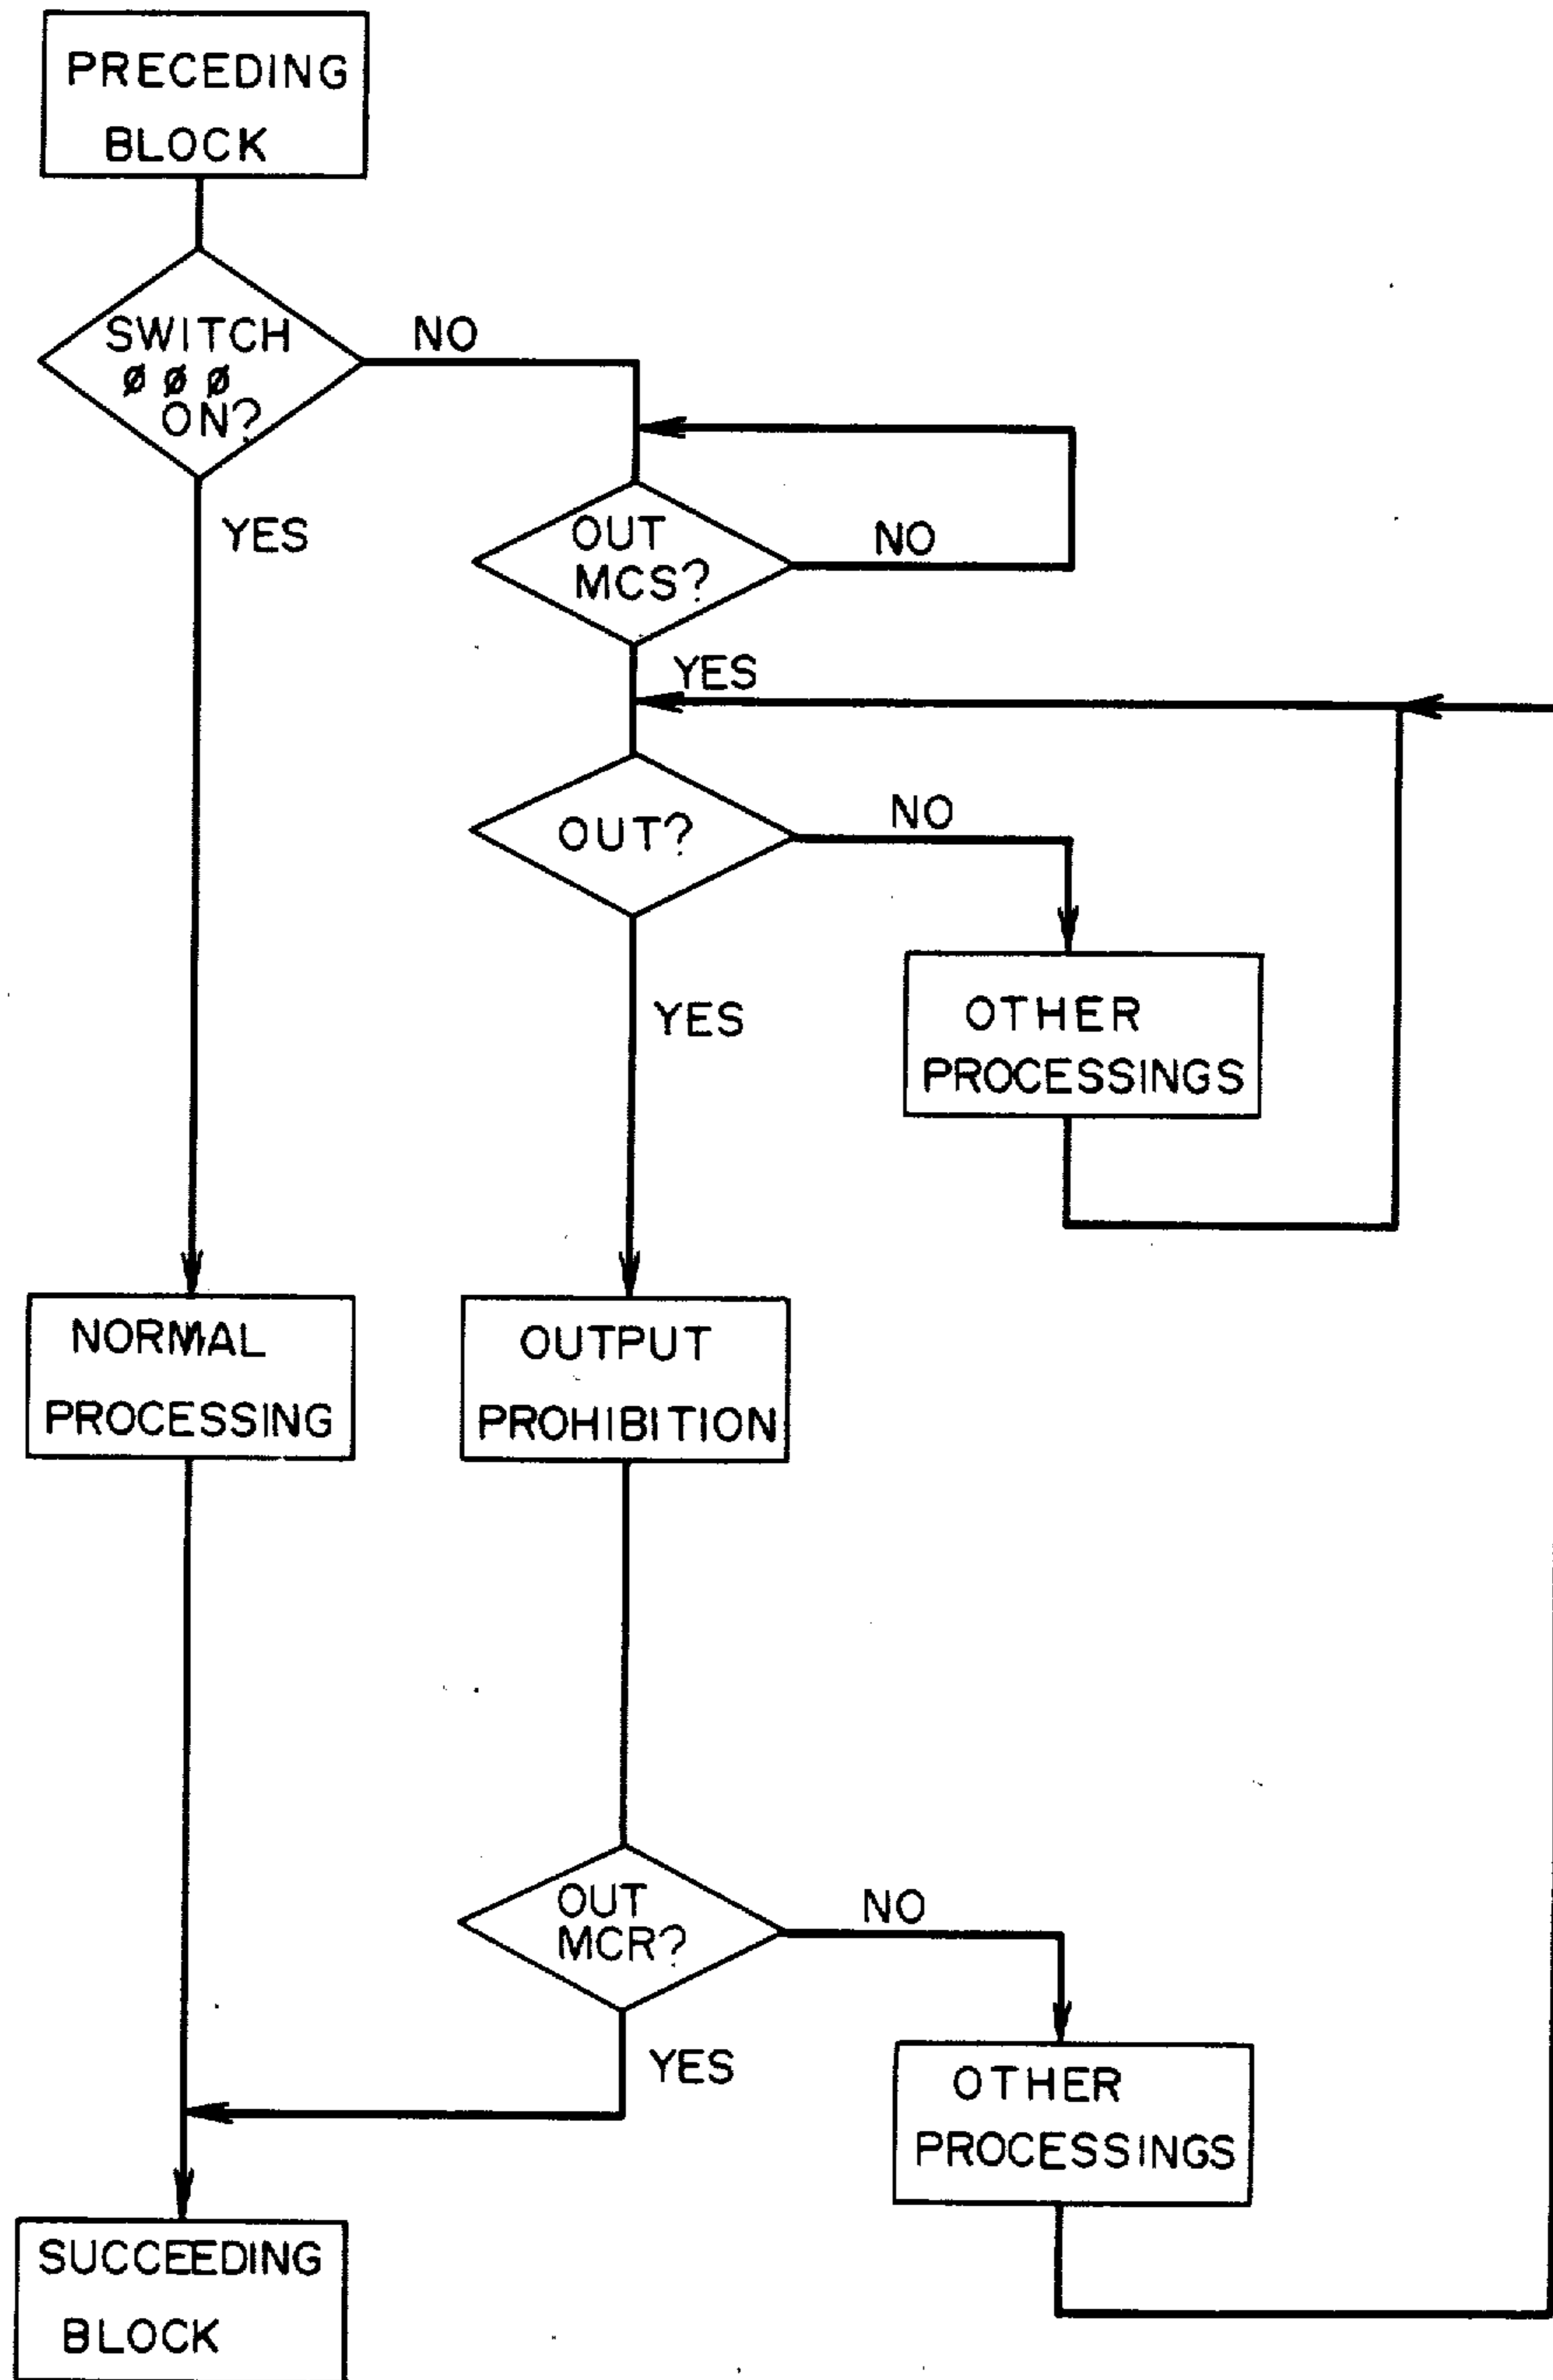 PRECEDING
BLOCK
SWITCH
NO
Ø Ø Ø
ON?
YES
OUT
MCS?
NO
YES
OUT?
NO
YES
OTHER
PROCESSINGS
NORMAL
PROCESSING
OUTPUT
PROHIBITION
OUT
MCR?
NO
YES
OTHER
PROCESSINGS
SUCCEEDING
BLOCK